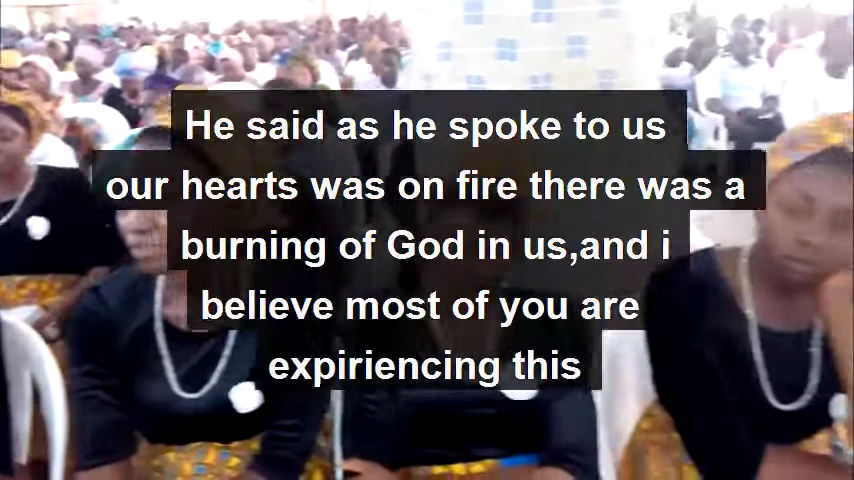 He said as he spoke to us
our hearts was on fire there was a
burning of God in us,and i
believe most of you are
expiriencing this